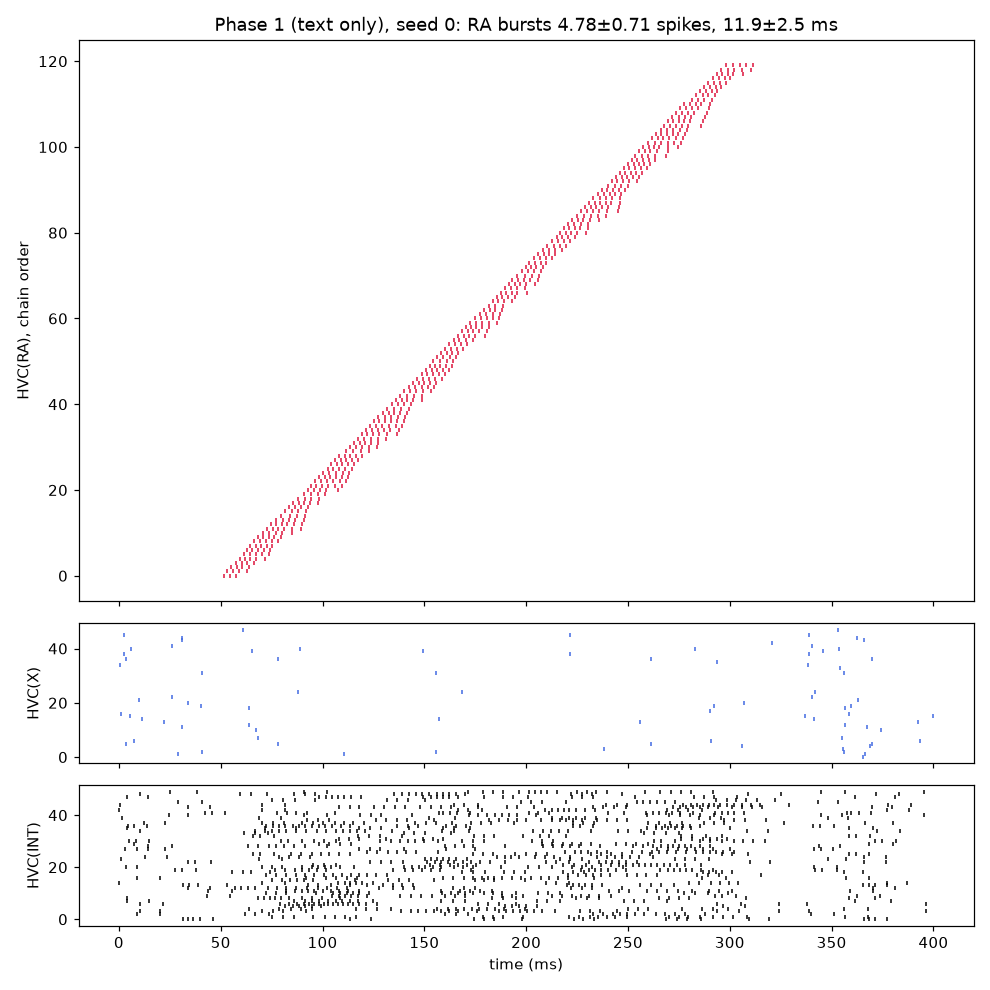 Phase 1 (text only), seed 0: RA bursts 4.78±0.71 spikes, 11.9±2.5 ms
HVC(RA), chain order
120
100
80
60
40
20
0
HVC(X)
40
20
0
HVC(INT)
40
20
0
0 50 100 150 200 250 300 350 400
time (ms)